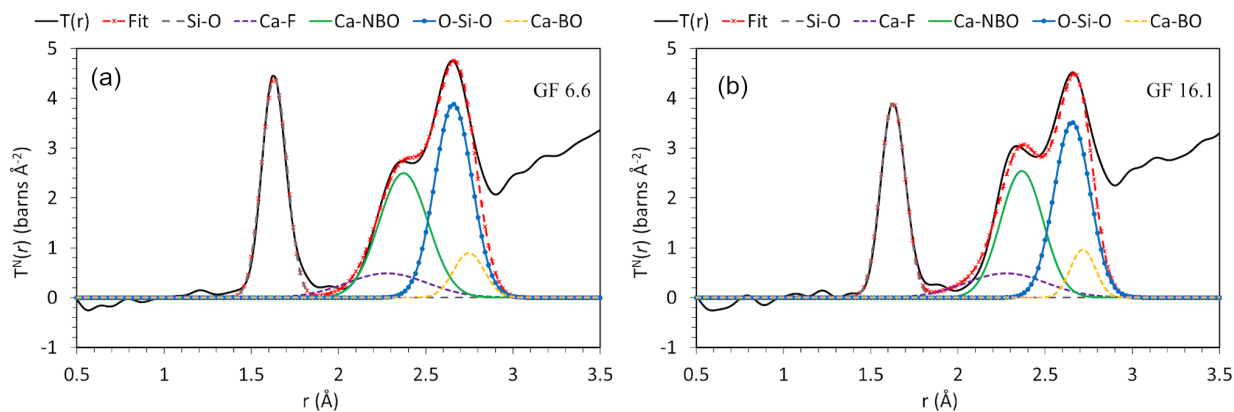 T(r) Fit Si-O Ca-F Ca-NBO O-Si-O Ca-BO
(a)
GF 6.6
T^N(r) (barns Å^-2)
5
4
3
2
1
0
-1
0.5 1 1.5 2 2.5 3 3.5
r (Å)
T(r) Fit Si-O Ca-F Ca-NBO O-Si-O Ca-BO
(b)
GF 16.1
T^N(r) (barns Å^-2)
5
4
3
2
1
0
-1
0.5 1 1.5 2 2.5 3 3.5
r (Å)